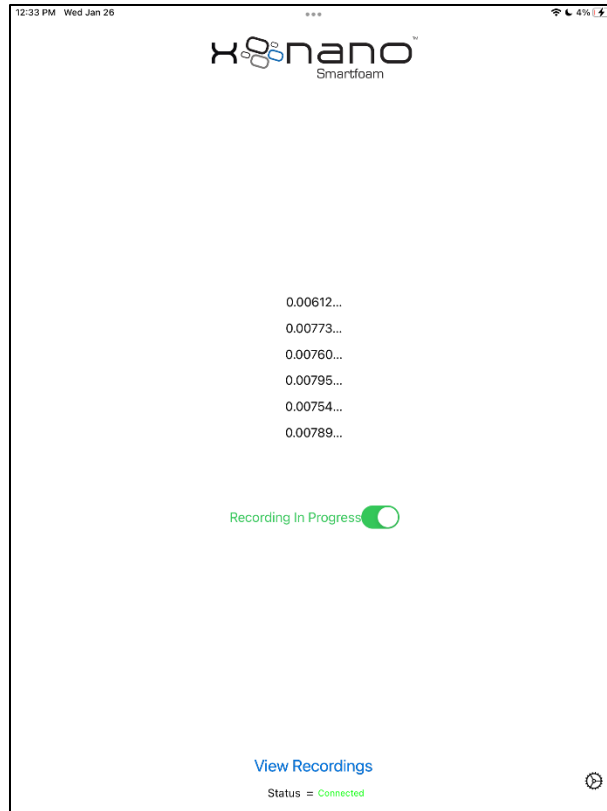 12:33 PM Wed Jan 26 4%
xonano™
Smartfoam
0.00612...
0.00773...
0.00760...
0.00795...
0.00754...
0.00789...
Recording In Progress
View Recordings
Status = Connected